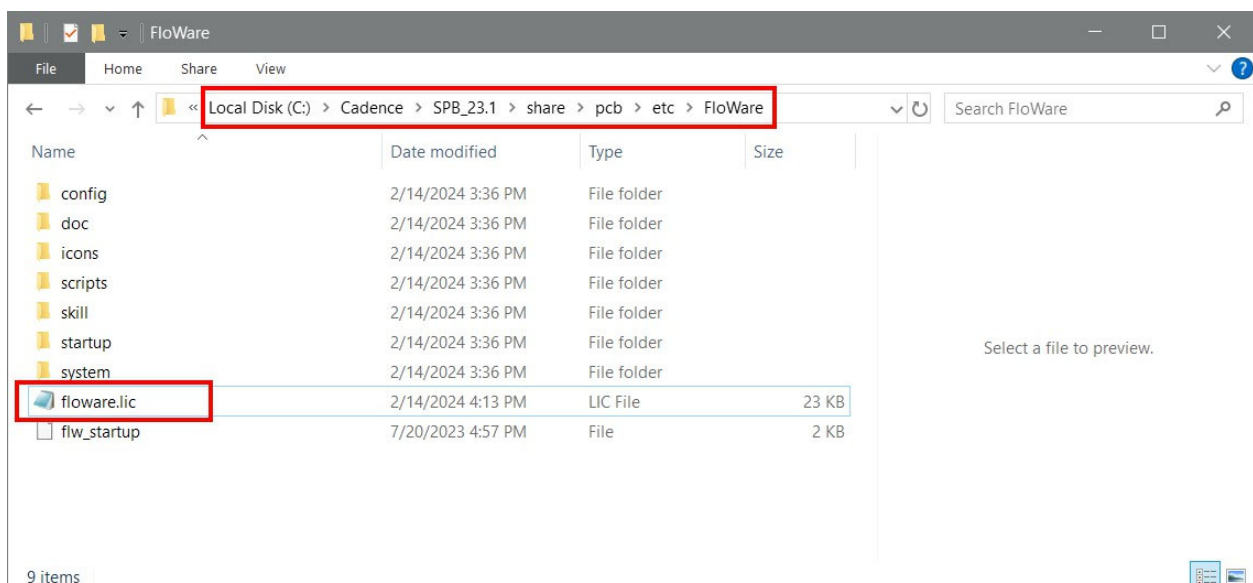 FloWare
File Home Share View
« Local Disk (C:) > Cadence > SPB_23.1 > share > pcb > etc > FloWare Search FloWare
Name Date modified Type Size
config 2/14/2024 3:36 PM File folder
doc 2/14/2024 3:36 PM File folder
icons 2/14/2024 3:36 PM File folder
scripts 2/14/2024 3:36 PM File folder
skill 2/14/2024 3:36 PM File folder
startup 2/14/2024 3:36 PM File folder
Select a file to preview.
system 2/14/2024 3:36 PM File folder
floware.lic 2/14/2024 4:13 PM LIC File 23 KB
flw_startup 7/20/2023 4:57 PM File 2 KB
9 items